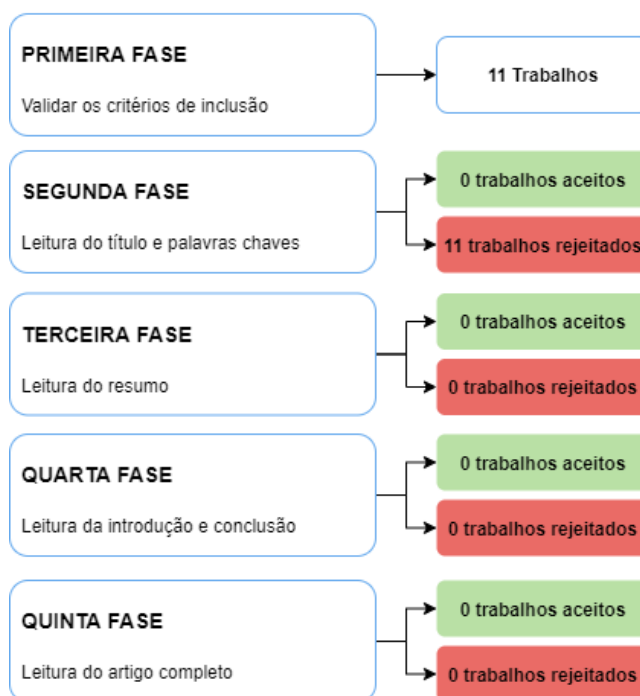 PRIMEIRA FASE
Validar os critérios de inclusão
11 Trabalhos
SEGUNDA FASE
Leitura do título e palavras chaves
0 trabalhos aceitos
11 trabalhos rejeitados
TERCEIRA FASE
Leitura do resumo
0 trabalhos aceitos
0 trabalhos rejeitados
QUARTA FASE
Leitura da introdução e conclusão
0 trabalhos aceitos
0 trabalhos rejeitados
QUINTA FASE
Leitura do artigo completo
0 trabalhos aceitos
0 trabalhos rejeitados